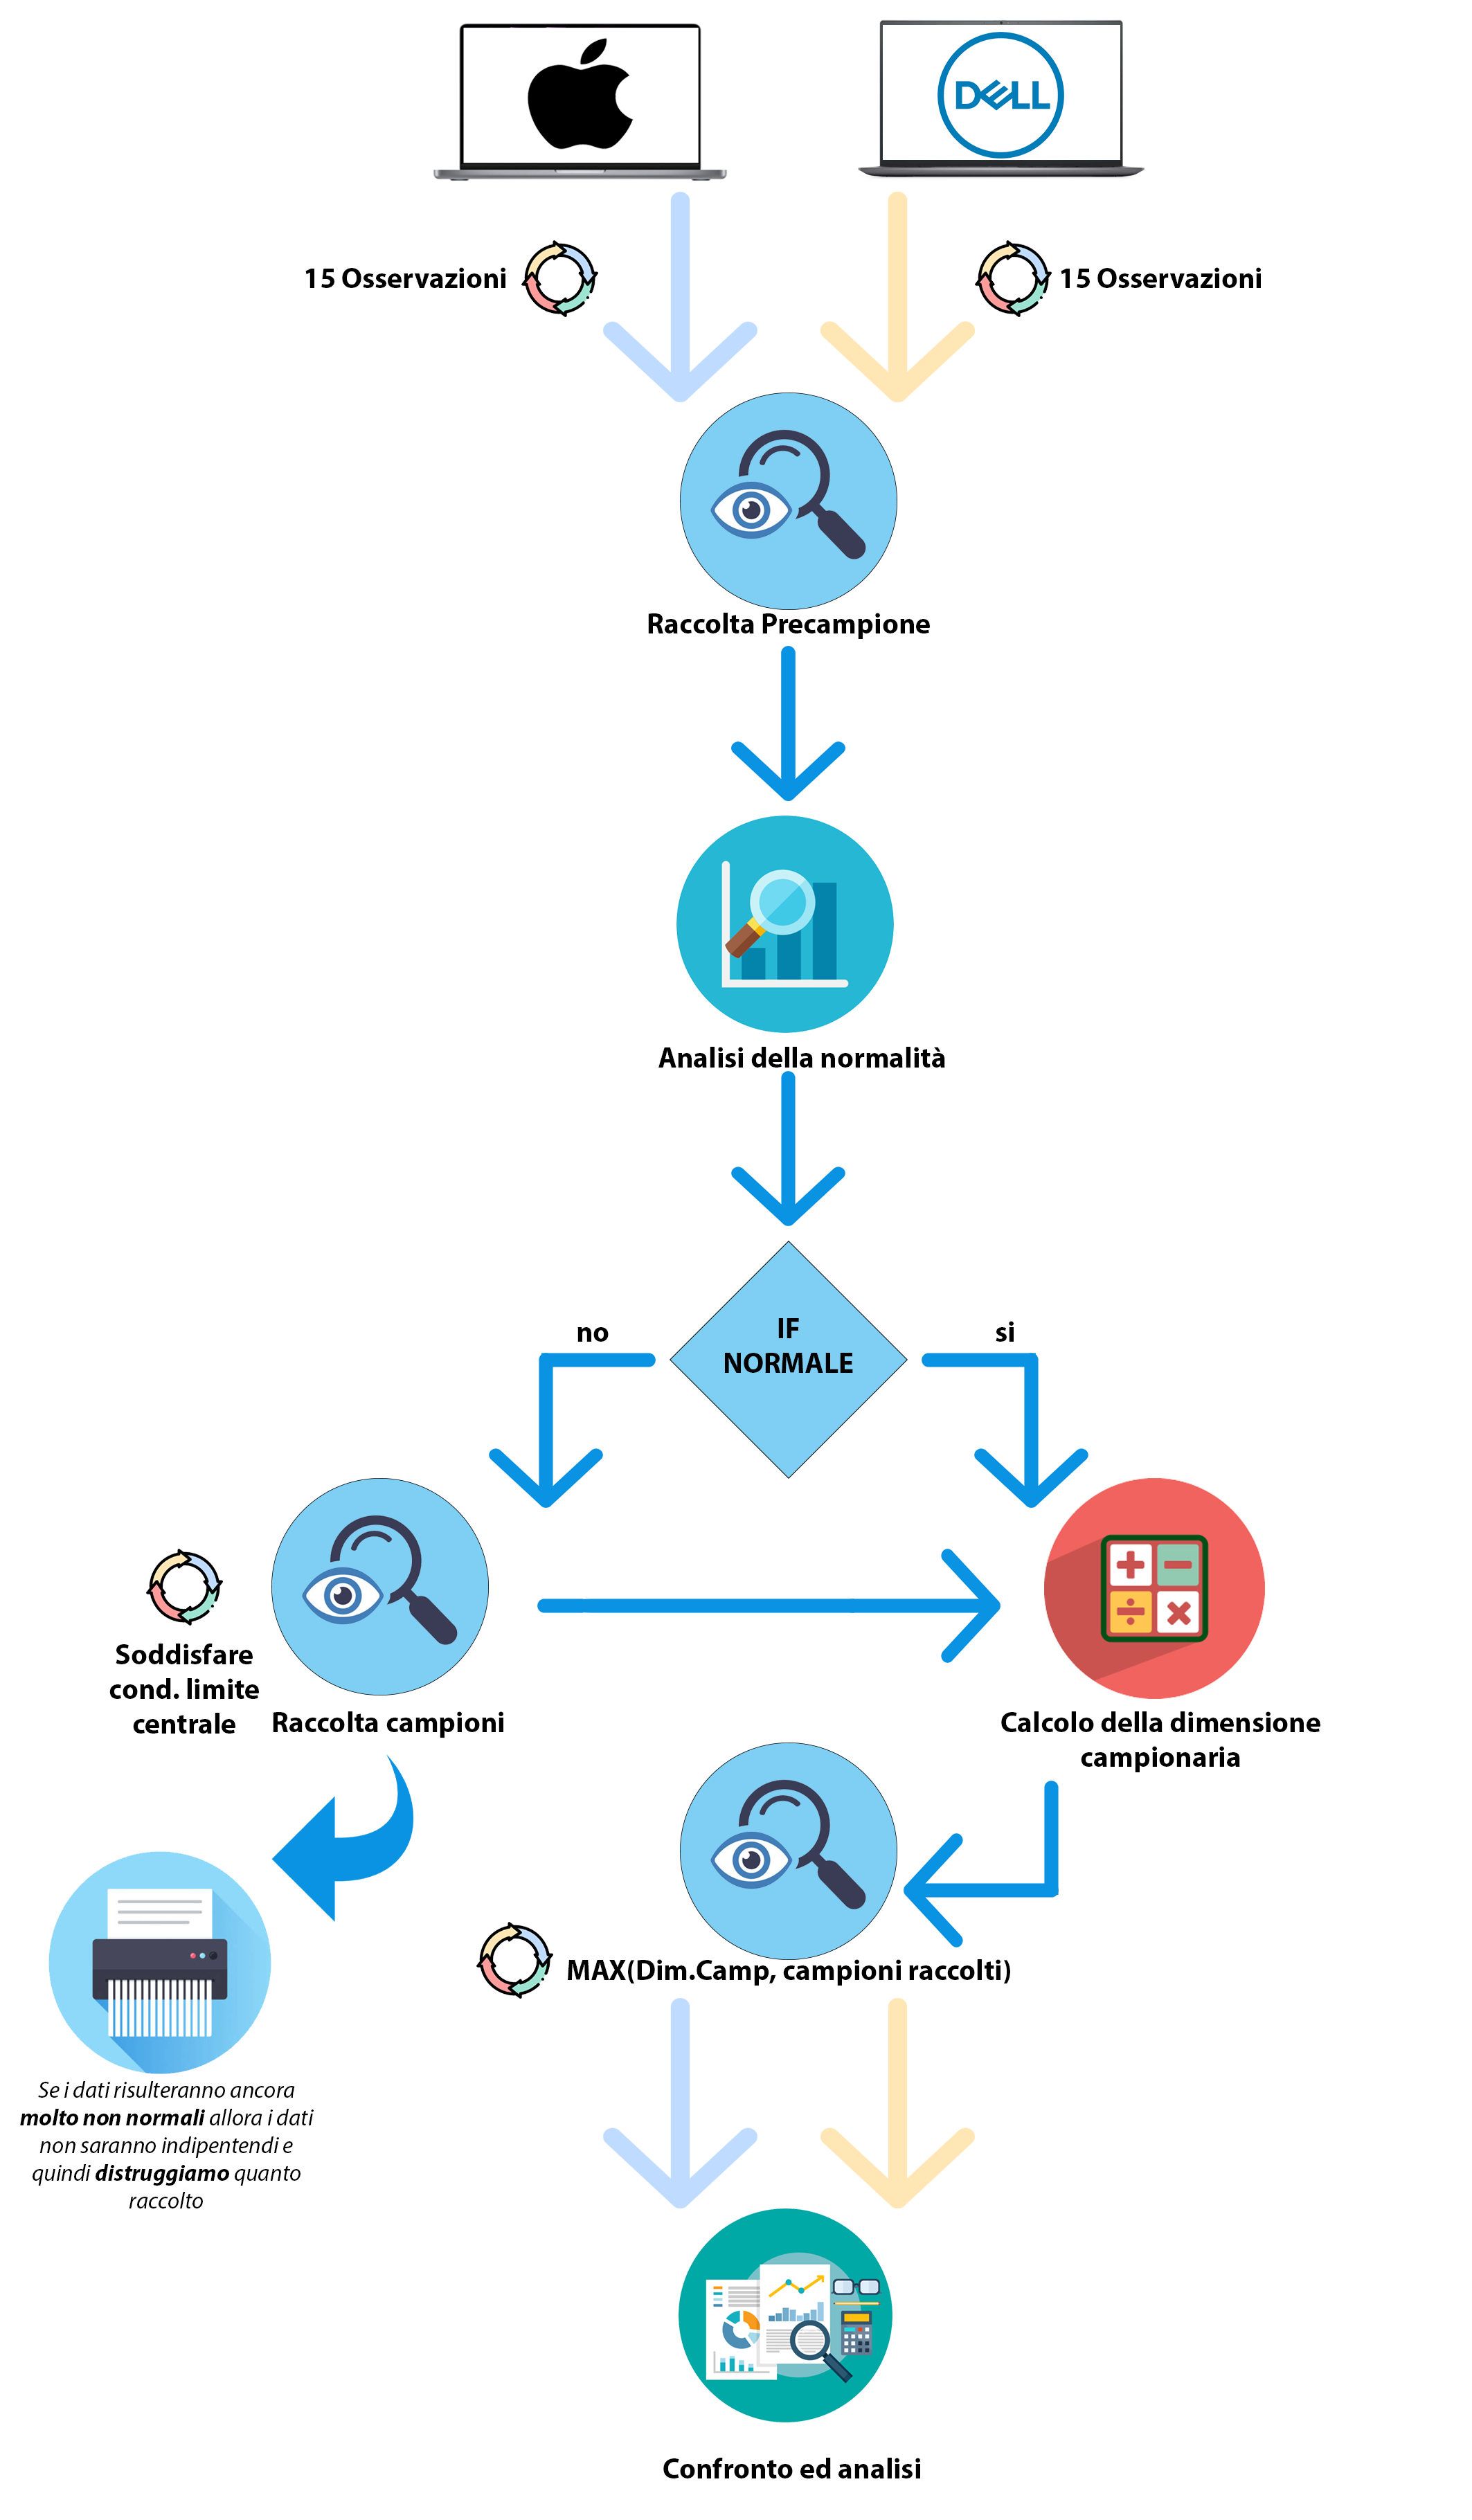 DELL
15 Osservazioni
15 Osservazioni
Raccolta Precampione
Analisi della normalità
IF
NORMALE
no
si
Soddisfare
cond. limite
centrale
Raccolta campioni
Calcolo della dimensione
campionaria
MAX(Dim.Camp, campioni raccolti)
Se i dati risulteranno ancora
molto non normali allora i dati
non saranno indipentendi e
quindi distruggiamo quanto
raccolto
Confronto ed analisi